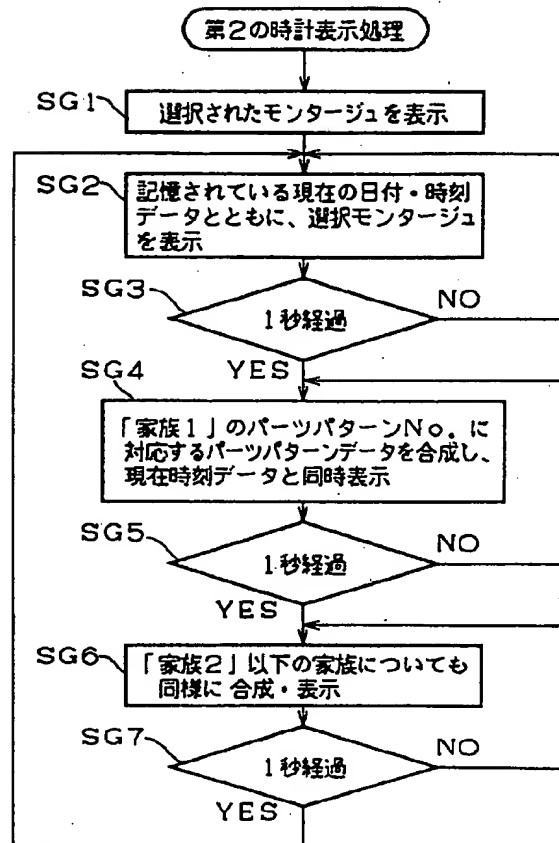 第2の時計表示処理
SG1
選択されたモンタージュを表示
SG2
記憶されている現在の日付・時刻
データとともに、選択モンタージュ
を表示
SG3
1秒経過
NO
YES
SG4
「家族1」のパーツパターンNo.に
対応するパーツパターンデータを合成し、
現在時刻データと同時表示
SG5
1秒経過
NO
YES
SG6
「家族2」以下の家族についても
同様に合成・表示
SG7
1秒経過
NO
YES